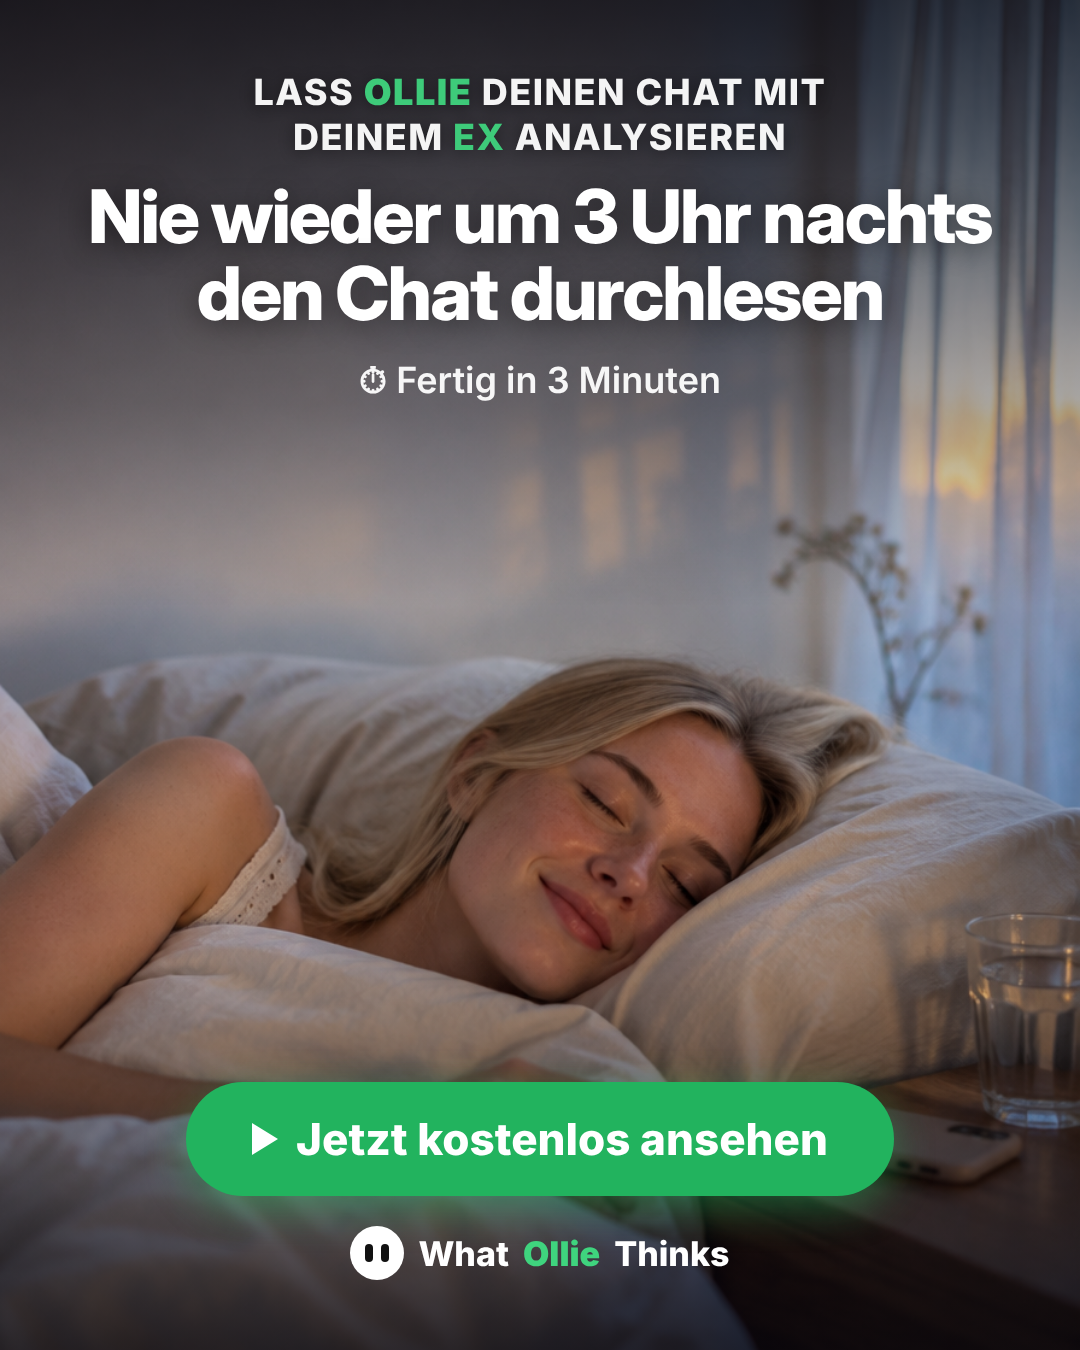 LASS OLLIE DEINEN CHAT MIT
DEINEM EX ANALYSIEREN
Nie wieder um 3 Uhr nachts
den Chat durchlesen
⏱ Fertig in 3 Minuten
▶ Jetzt kostenlos ansehen
What Ollie Thinks